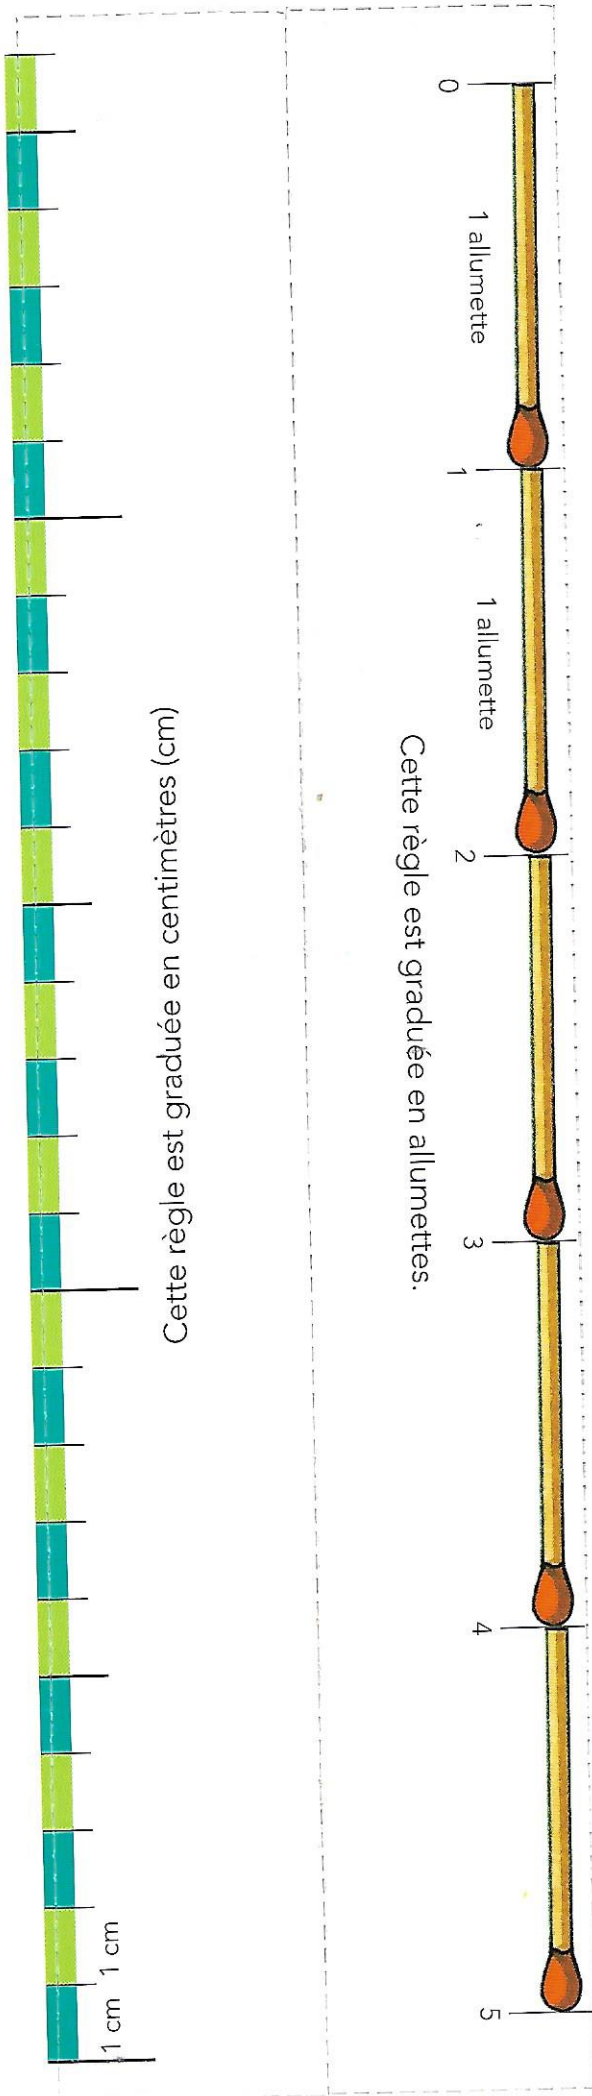 0
1 allumette
1
1 allumette
2
3
4
5
Cette règle est graduée en allumettes.
Cette règle est graduée en centimètres (cm)
1 cm 1 cm